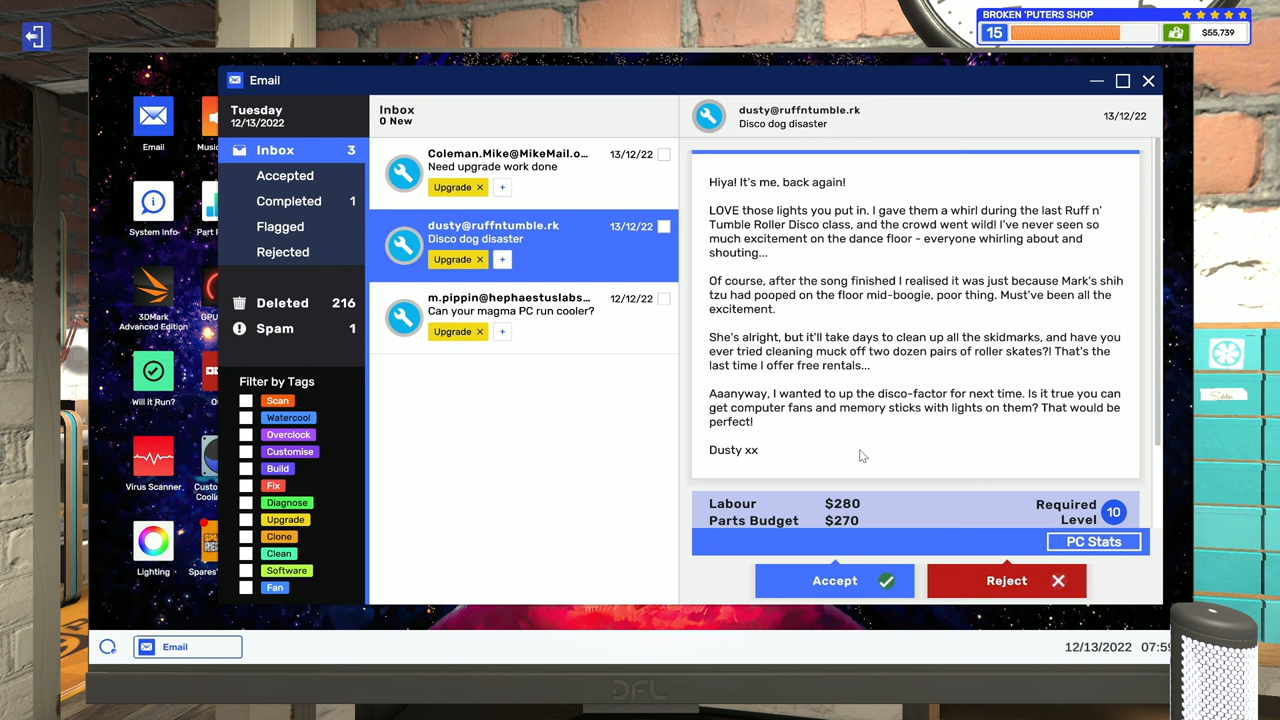 BROKEN 'PUTERS SHOP
15
$55,739
Email
Tuesday
12/13/2022
Inbox 3
Accepted
Completed 1
Flagged
Rejected
Deleted 216
Spam 1
Filter by Tags
Scan
Watercool
Overclock
Customise
Build
Fix
Diagnose
Upgrade
Clone
Clean
Software
Fan
Inbox
0 New
Coleman.Mike@MikeMail.o... 13/12/22
Need upgrade work done
Upgrade × +
dusty@ruffntumble.rk 13/12/22
Disco dog disaster
Upgrade × +
m.pippin@hephaestuslabs... 12/12/22
Can your magma PC run cooler?
Upgrade × +
dusty@ruffntumble.rk
Disco dog disaster
13/12/22
Hiya! It's me, back again!
LOVE those lights you put in. I gave them a whirl during the last Ruff n'
Tumble Roller Disco class, and the crowd went wild! I've never seen so
much excitement on the dance floor - everyone whirling about and
shouting...
Of course, after the song finished I realised it was just because Mark's shih
tzu had pooped on the floor mid-boogie, poor thing. Must've been all the
excitement.
She's alright, but it'll take days to clean up all the skidmarks, and have you
ever tried cleaning muck off two dozen pairs of roller skates?! That's the
last time I offer free rentals...
Aaanyway, I wanted to up the disco-factor for next time. Is it true you can
get computer fans and memory sticks with lights on them? That would be
perfect!
Dusty xx
Labour $280
Parts Budget $270
Required
Level 10
PC Stats
Accept
Reject
Email
System Info
3DMark
Advanced Edition
Will it Run?
Virus Scanner
Lighting
Music
Part
GPU
Custo
Cooli
Spares'
Email
12/13/2022 07:59
DFL